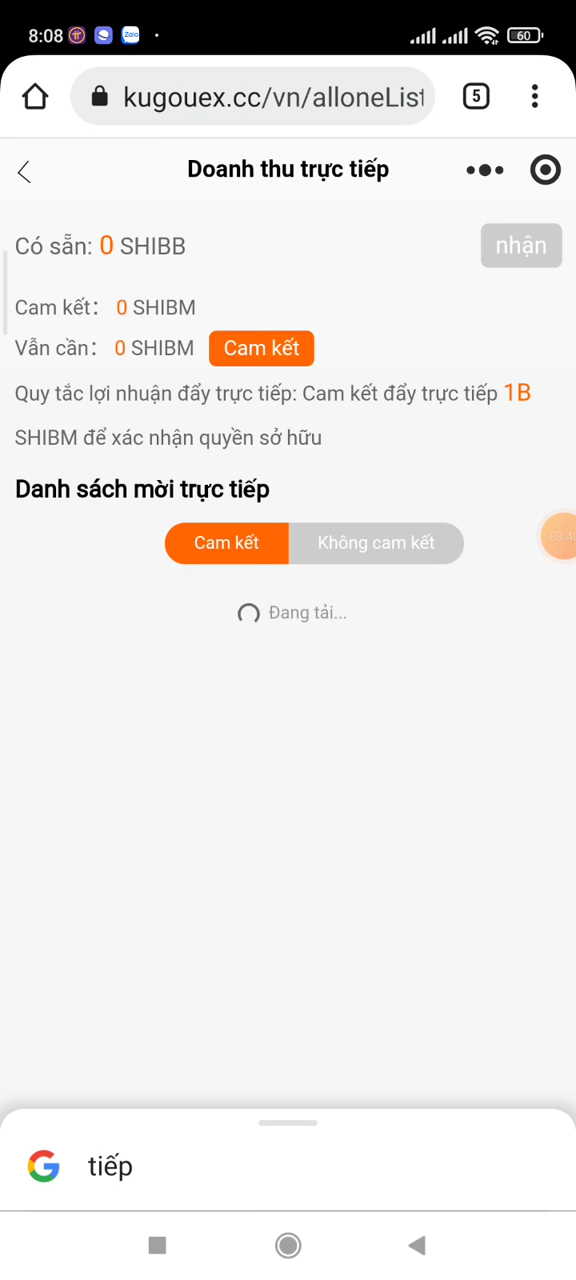 8:08 Zalo 60
kugouex.cc/vn/alloneList 5
Doanh thu trực tiếp
Có sẵn: 0 SHIBB nhận
Cam kết: 0 SHIBM
Vẫn cần: 0 SHIBM Cam kết
Quy tắc lợi nhuận đẩy trực tiếp: Cam kết đẩy trực tiếp 1B
SHIBM để xác nhận quyền sở hữu
Danh sách mời trực tiếp
Cam kết Không cam kết
Đang tải...
tiếp